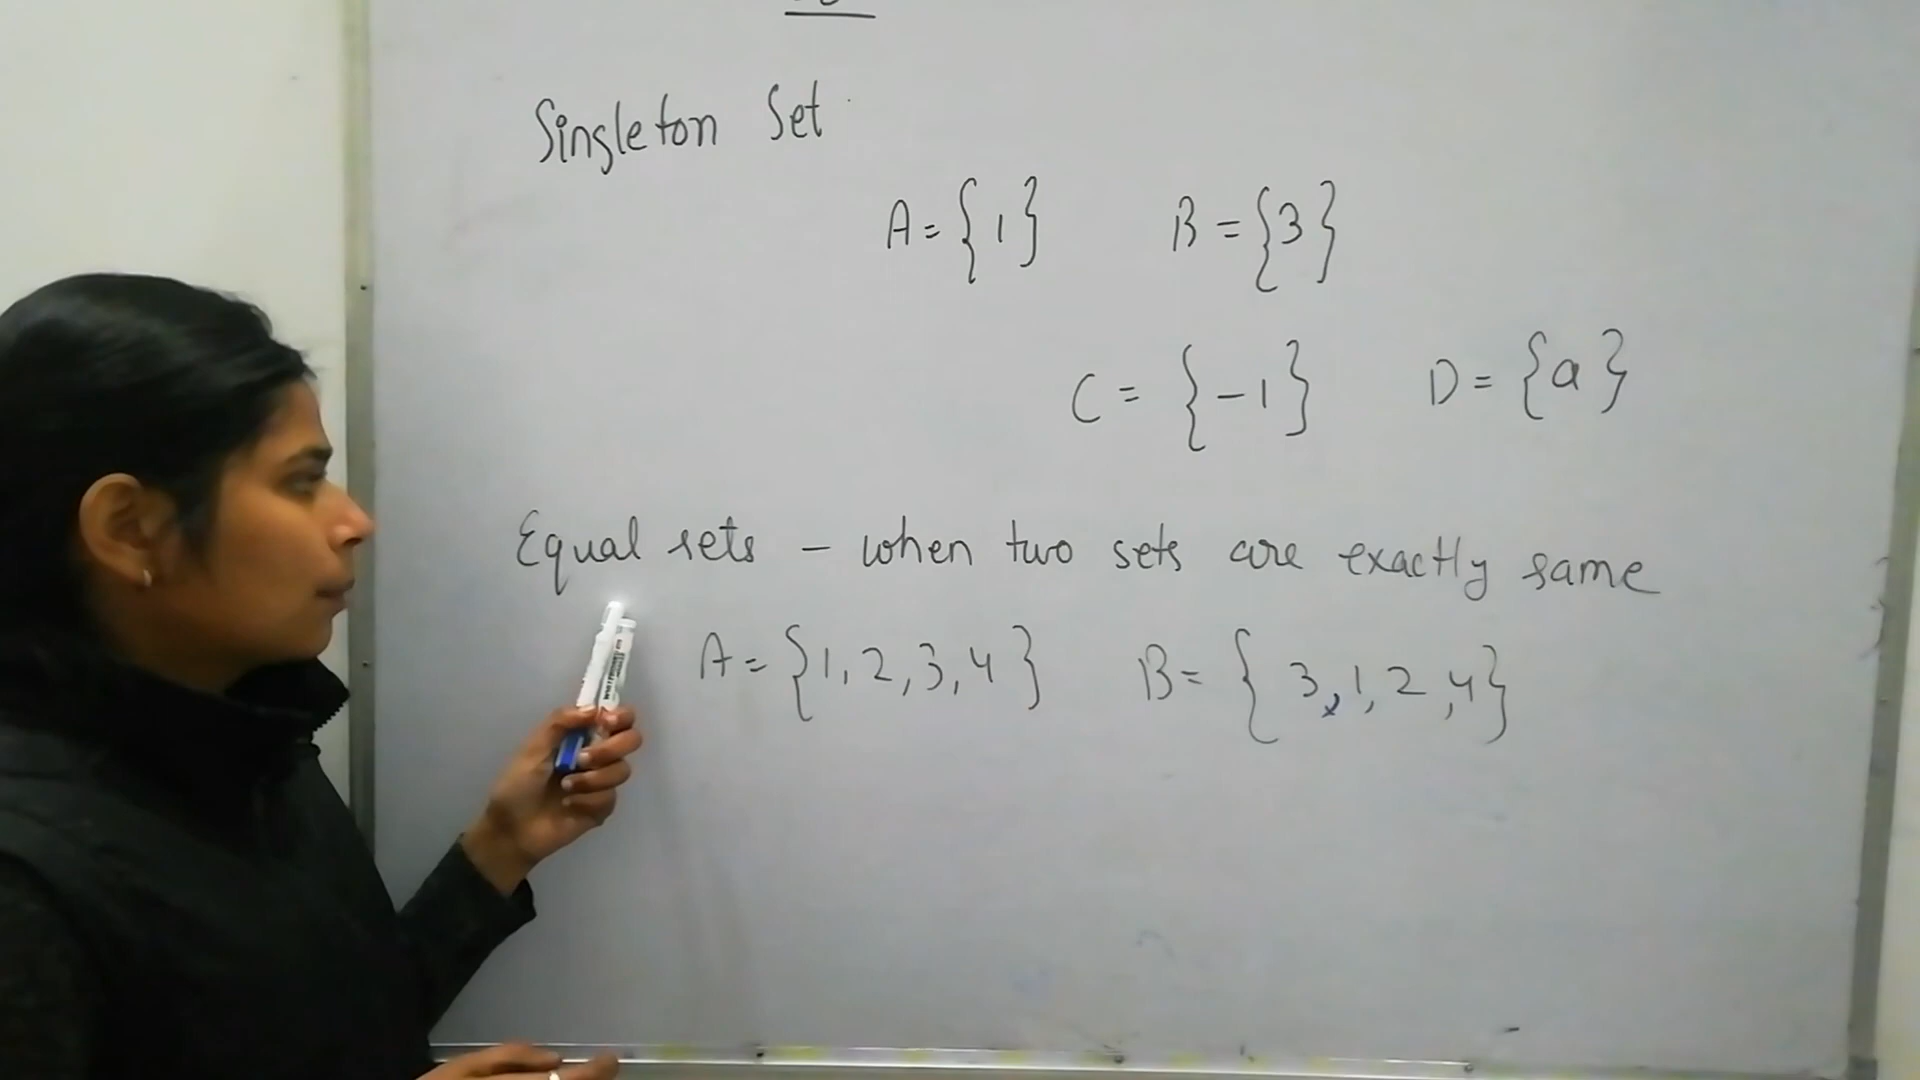 Singleton Set
A = {1} B = {3}
C = {-1} D = {a}
Equal sets - when two sets are exactly same
A = {1, 2, 3, 4} B = {3, 1, 2, 4}